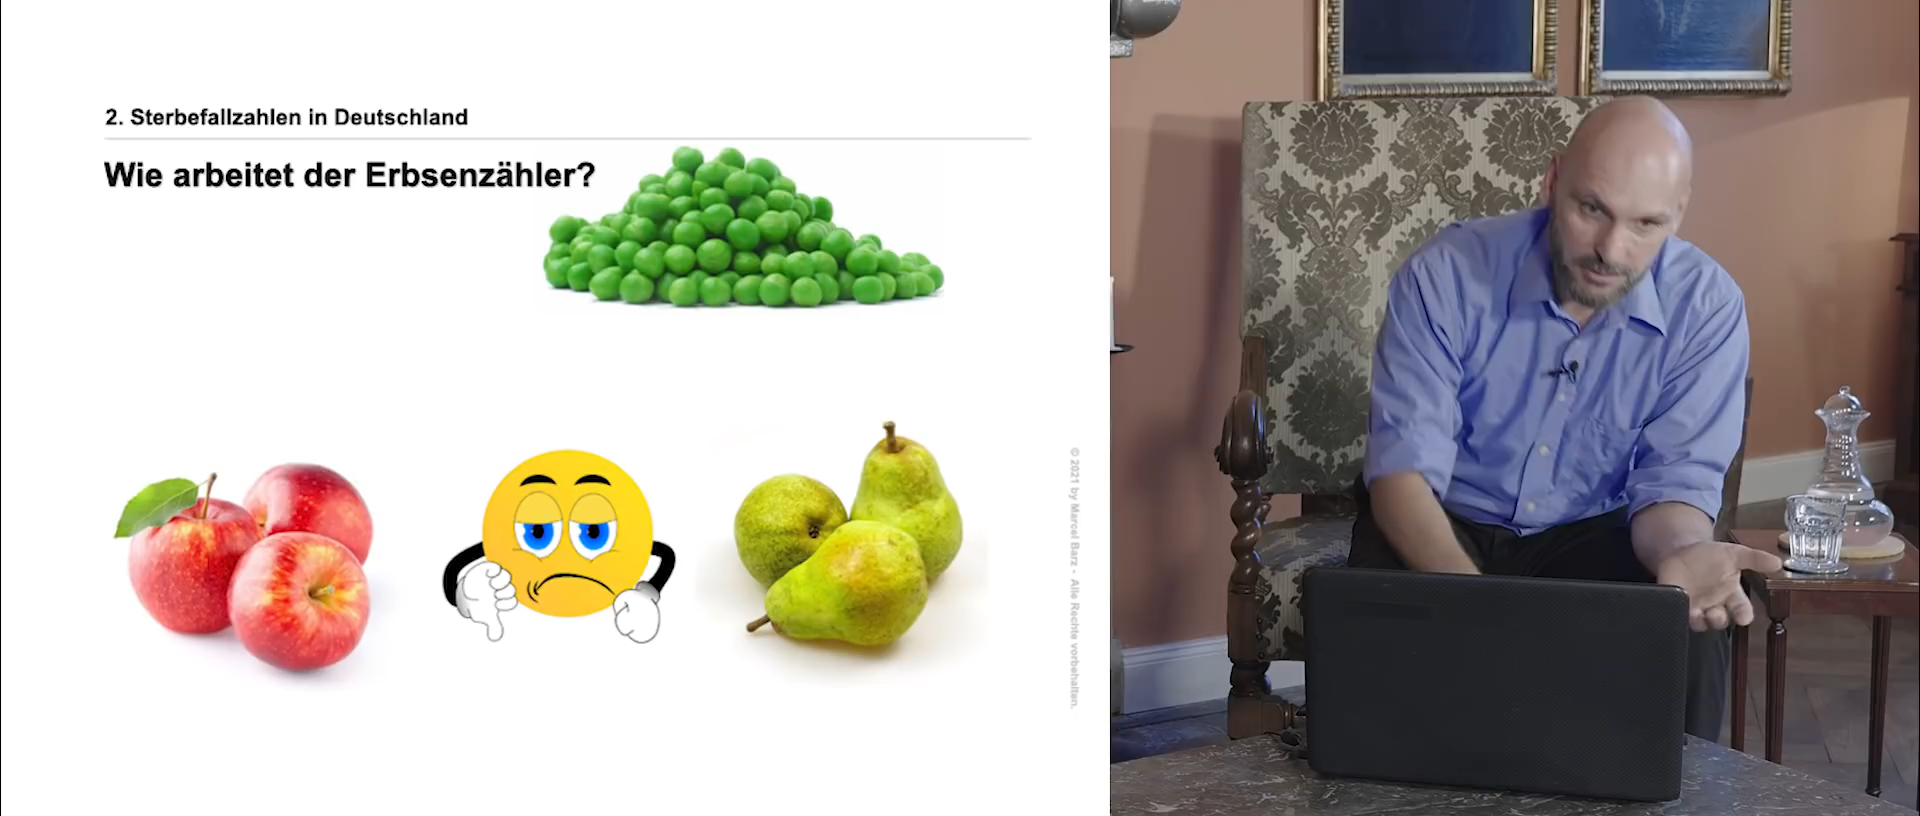 2. Sterbefallzahlen in Deutschland
Wie arbeitet der Erbsenzähler?
© 2021 by Marcel Barz - Alle Rechte vorbehalten.